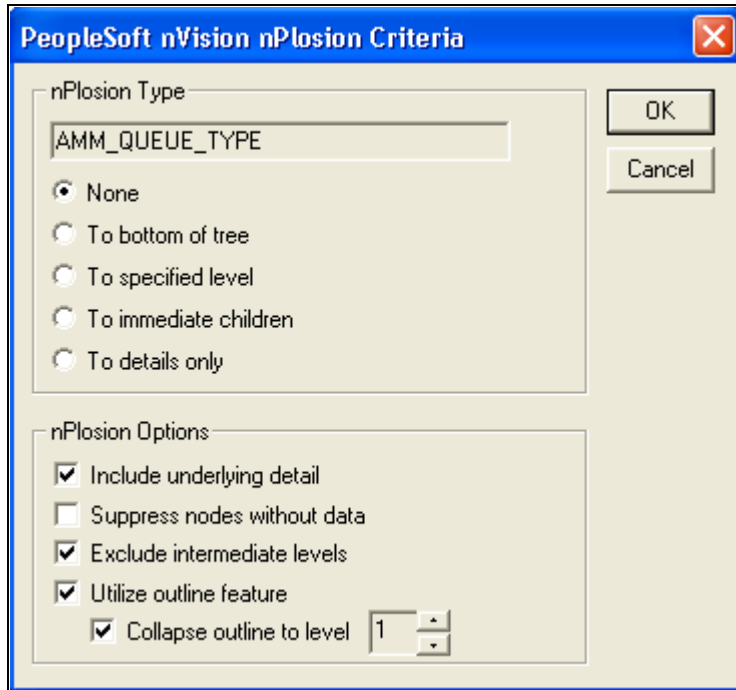 PeopleSoft nVision nPlosion Criteria
nPlosion Type
AMM_QUEUE_TYPE
None
To bottom of tree
To specified level
To immediate children
To details only
OK
Cancel
nPlosion Options
Include underlying detail
Suppress nodes without data
Exclude intermediate levels
Utilize outline feature
Collapse outline to level 1